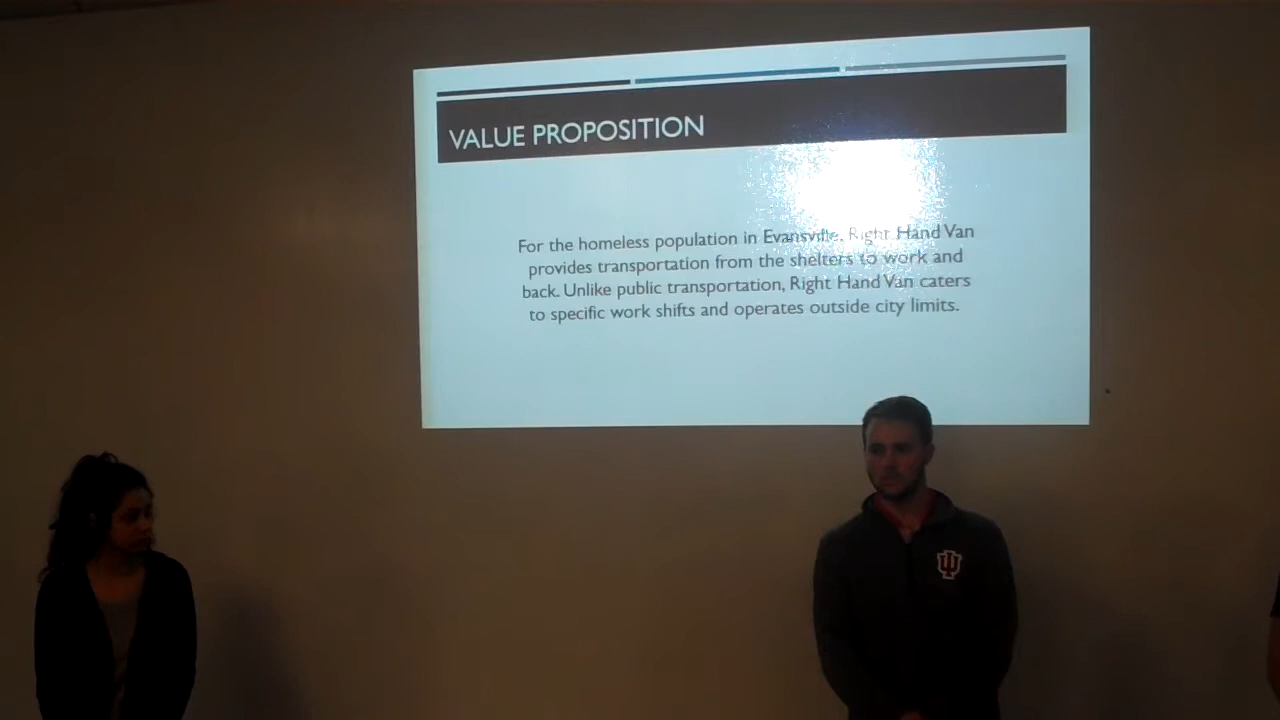 VALUE PROPOSITION
For the homeless population in Evansville, Right Hand Van
provides transportation from the shelters to work and
back. Unlike public transportation, Right Hand Van caters
to specific work shifts and operates outside city limits.
IU